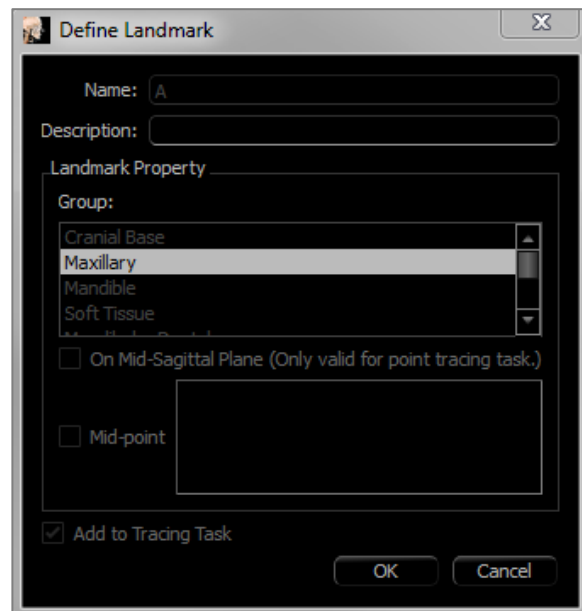 Define Landmark
Name: A
Description:
Landmark Property
Group:
Cranial Base
Maxillary
Mandible
Soft Tissue
On Mid-Sagittal Plane (Only valid for point tracing task.)
Mid-point
Add to Tracing Task
OK Cancel